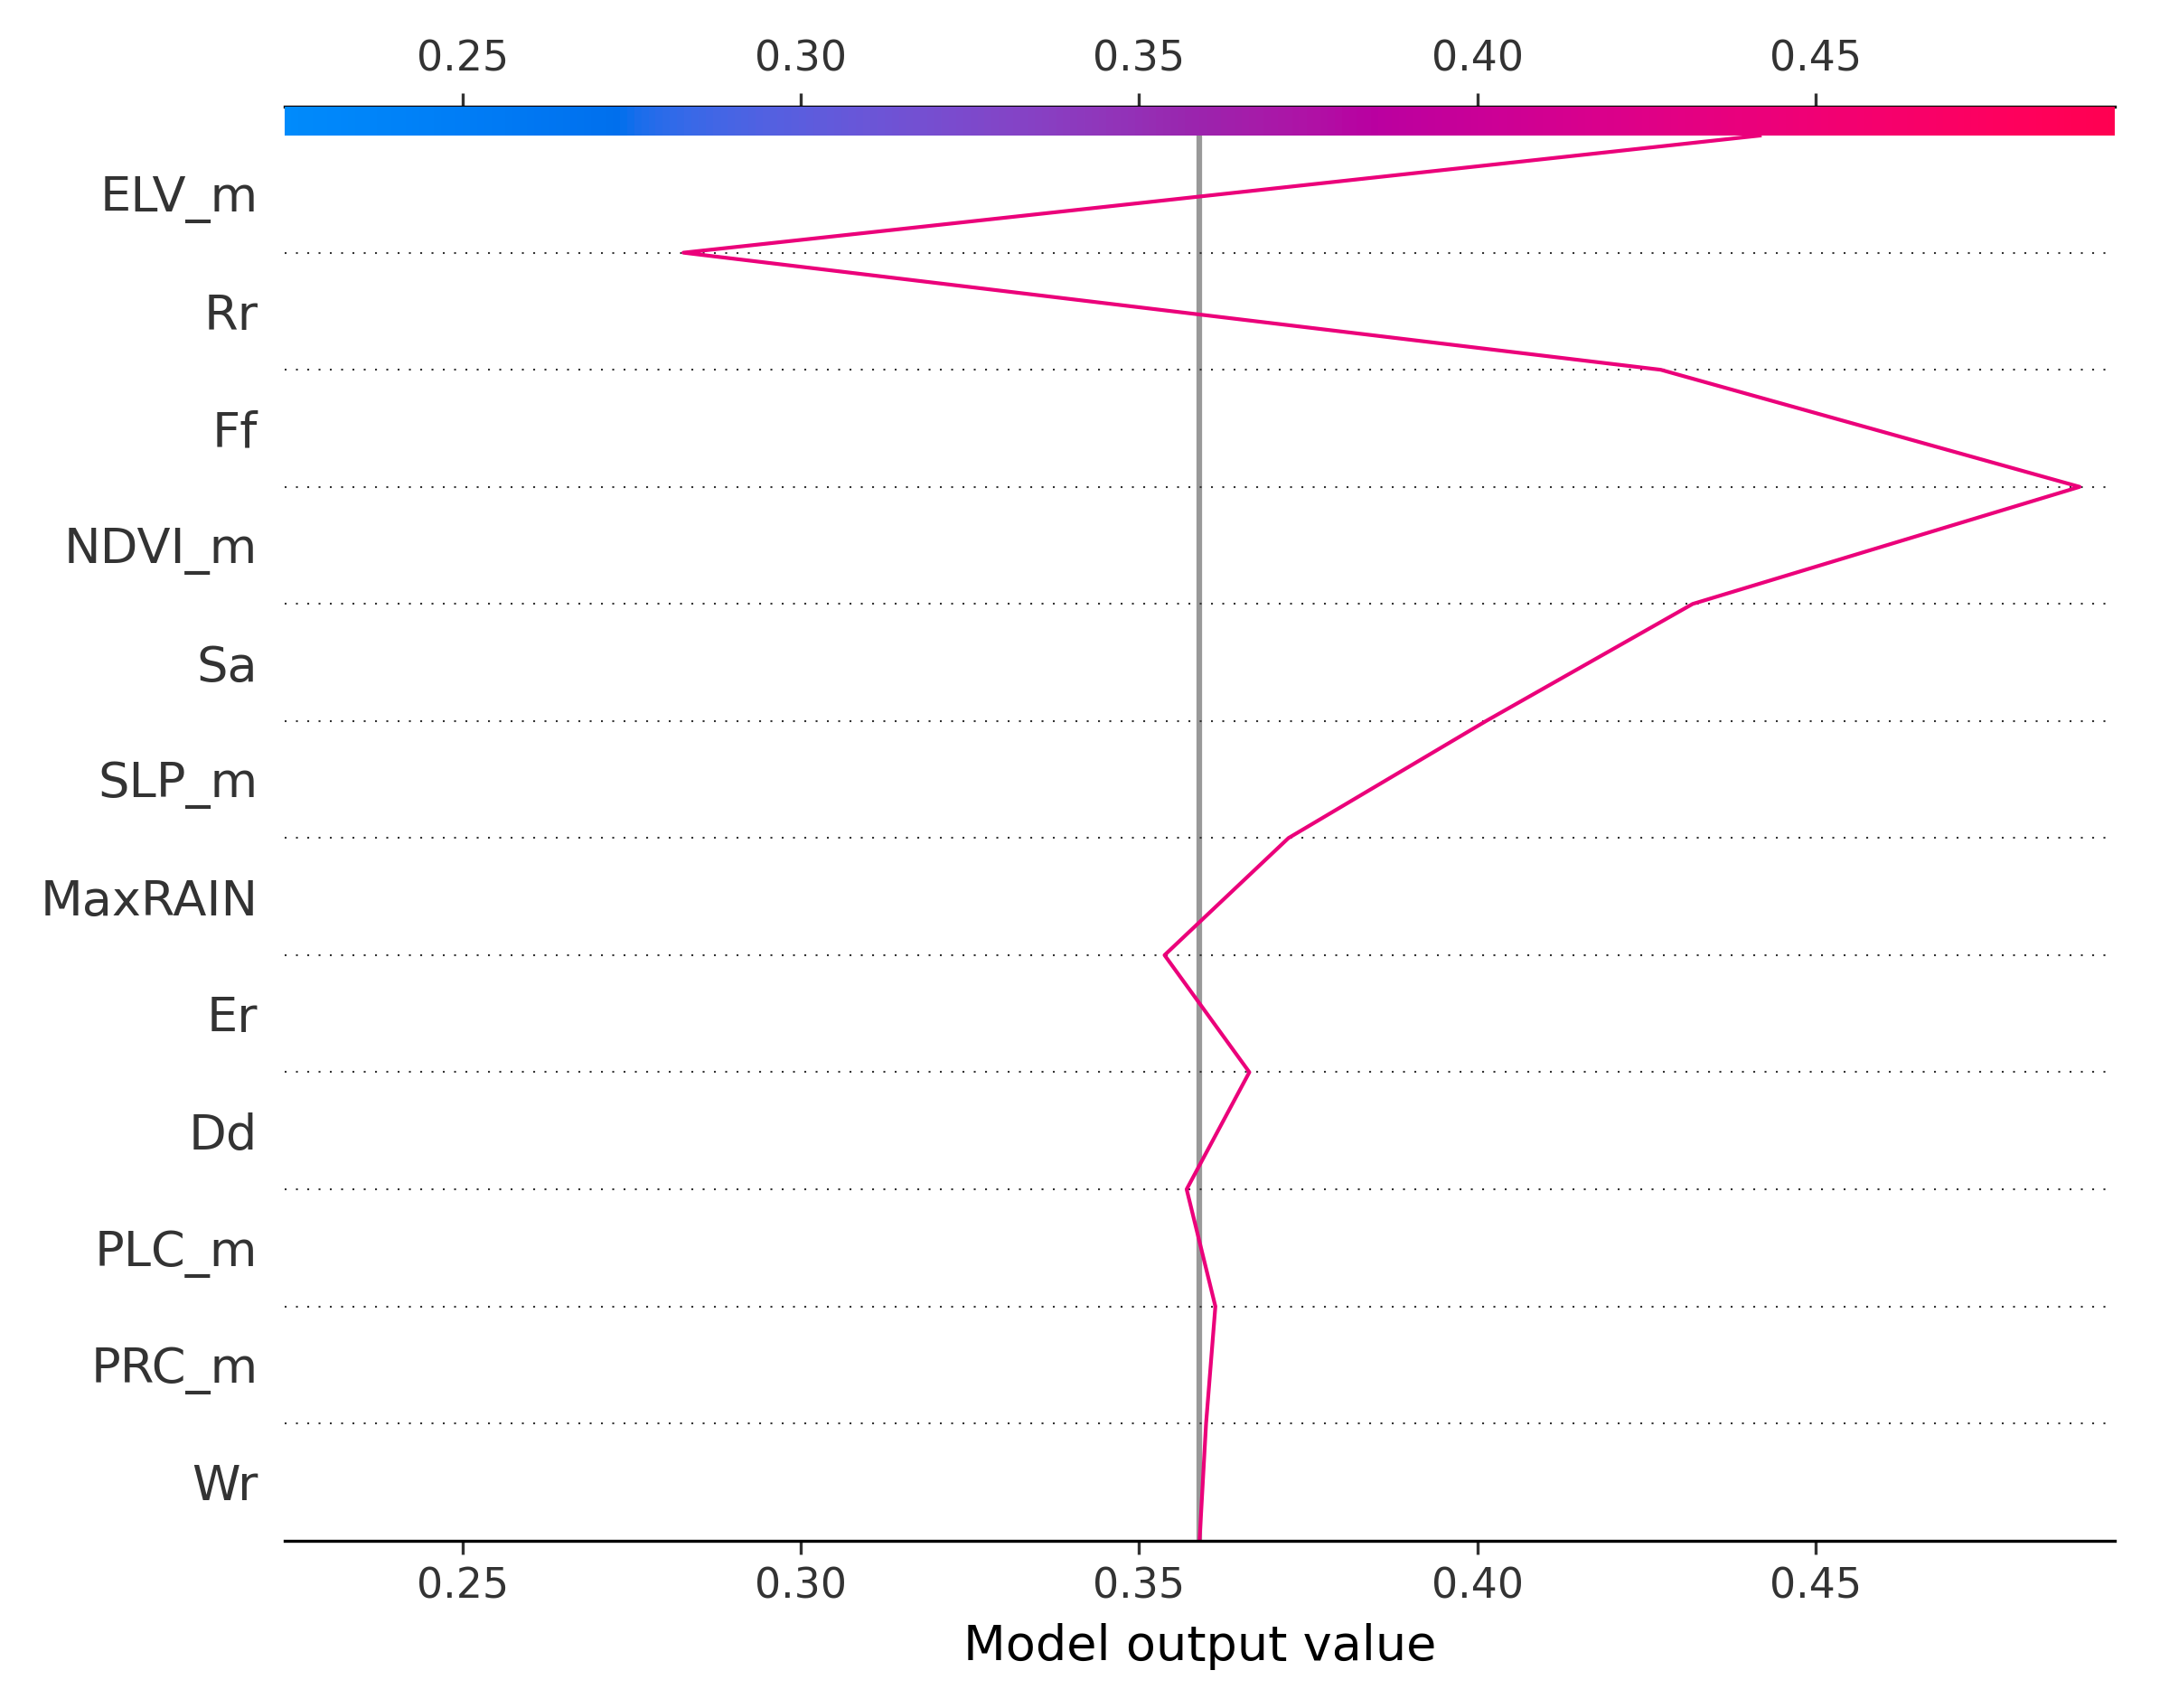 0.25 0.30 0.35 0.40 0.45
ELV_m
Rr
Ff
NDVI_m
Sa
SLP_m
MaxRAIN
Er
Dd
PLC_m
PRC_m
Wr
0.25 0.30 0.35 0.40 0.45
Model output value